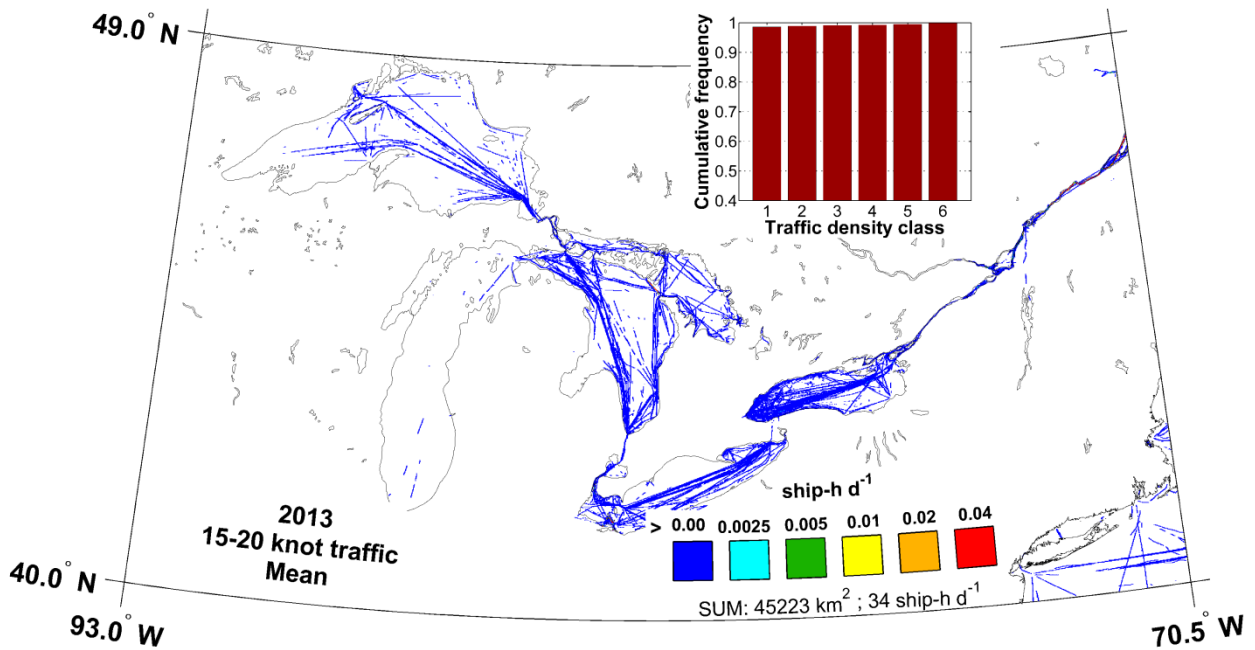 49.0° N
1
0.9
0.8
0.7
0.6
0.5
0.4
Cumulative frequency
1 2 3 4 5 6
Traffic density class
2013
15-20 knot traffic
Mean
ship-h d⁻¹
> 0.00 0.0025 0.005 0.01 0.02 0.04
SUM: 45223 km² ; 34 ship-h d⁻¹
40.0° N
93.0° W
70.5° W